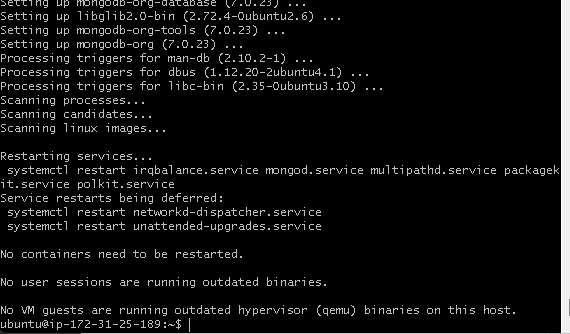 Setting up mongodb-org-database (7.0.23) ...
Setting up libglib2.0-bin (2.72.4-0ubuntu2.6) ...
Setting up mongodb-org-tools (7.0.23) ...
Setting up mongodb-org (7.0.23) ...
Processing triggers for man-db (2.10.2-1) ...
Processing triggers for dbus (1.12.20-2ubuntu4.1) ...
Processing triggers for libc-bin (2.35-0ubuntu3.10) ...
Scanning processes...
Scanning candidates...
Scanning linux images...
Restarting services...
systemctl restart irqbalance.service mongod.service multipathd.service packagek
it.service polkit.service
Service restarts being deferred:
systemctl restart networkd-dispatcher.service
systemctl restart unattended-upgrades.service
No containers need to be restarted.
No user sessions are running outdated binaries.
No VM guests are running outdated hypervisor (qemu) binaries on this host.
ubuntu@ip-172-31-25-189:~$